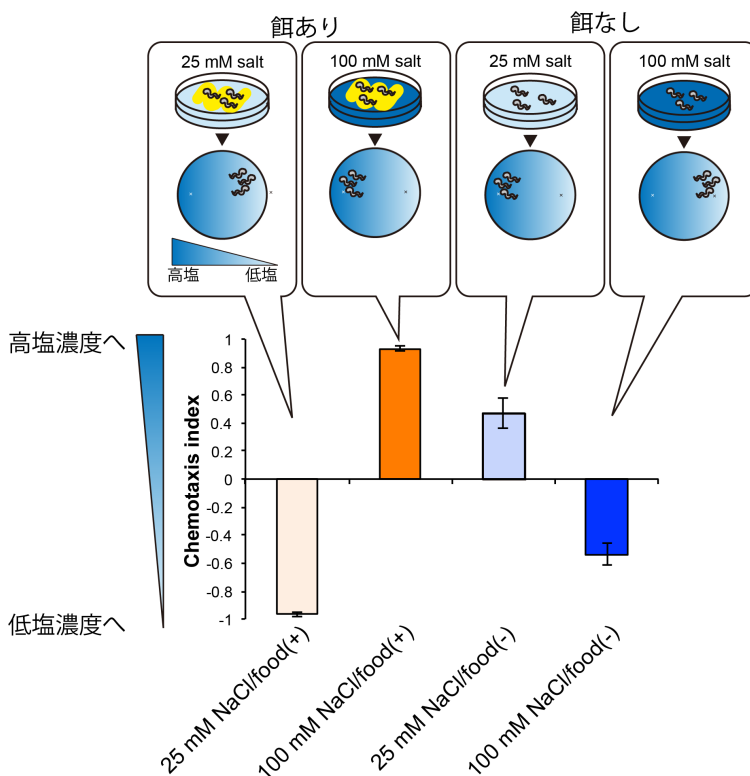 餌あり
餌なし
25 mM salt
100 mM salt
25 mM salt
100 mM salt
高塩
低塩
高塩濃度へ
低塩濃度へ
Chemotaxis index
1
0.8
0.6
0.4
0.2
0
-0.2
-0.4
-0.6
-0.8
-1
25 mM NaCl/food(+)
100 mM NaCl/food(+)
25 mM NaCl/food(-)
100 mM NaCl/food(-)